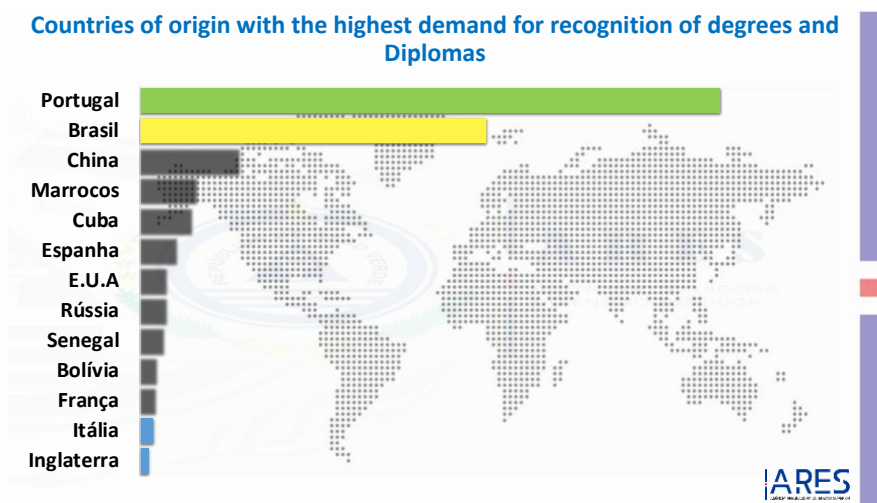 Countries of origin with the highest demand for recognition of degrees and
Diplomas
Portugal
Brasil
China
Marrocos
Cuba
Espanha
E.U.A
Rússia
Senegal
Bolívia
França
Itália
Inglaterra
ARES